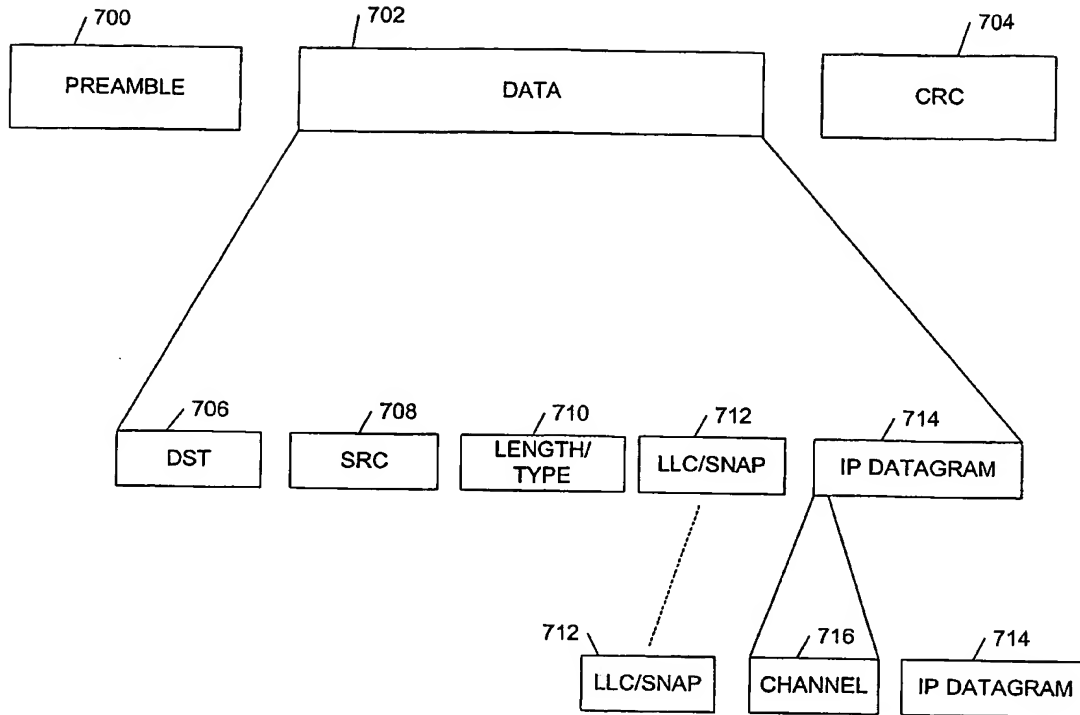 700
702
704
PREAMBLE
DATA
CRC
706
708
710
712
714
DST
SRC
LENGTH/
TYPE
LLC/SNAP
IP DATAGRAM
712
716
714
LLC/SNAP
CHANNEL
IP DATAGRAM